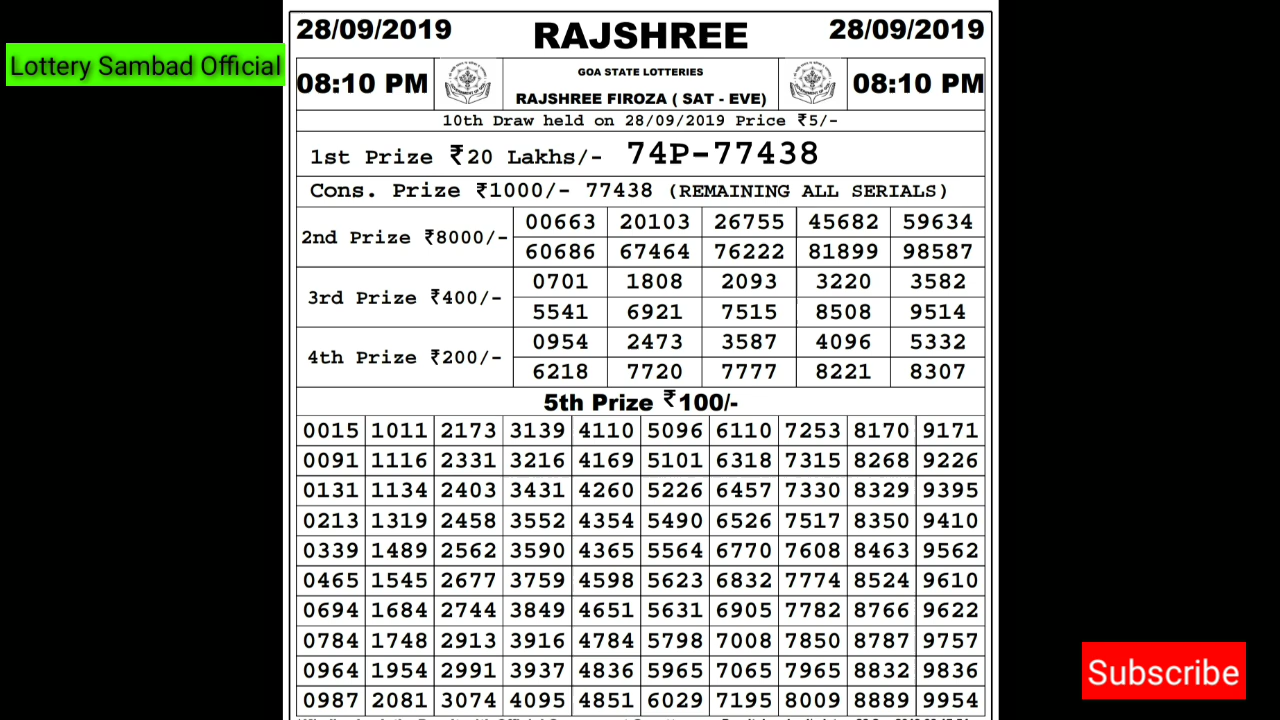 28/09/2019 RAJSHREE 28/09/2019
Lottery Sambad Official
08:10 PM GOA STATE LOTTERIES 08:10 PM
RAJSHREE FIROZA ( SAT - EVE)
10th Draw held on 28/09/2019 Price ₹5/-
1st Prize ₹20 Lakhs/- 74P-77438
Cons. Prize ₹1000/- 77438 (REMAINING ALL SERIALS)
2nd Prize ₹8000/-
00663 20103 26755 45682 59634
60686 67464 76222 81899 98587
3rd Prize ₹400/-
0701 1808 2093 3220 3582
5541 6921 7515 8508 9514
4th Prize ₹200/-
0954 2473 3587 4096 5332
6218 7720 7777 8221 8307
5th Prize ₹100/-
0015 1011 2173 3139 4110 5096 6110 7253 8170 9171
0091 1116 2331 3216 4169 5101 6318 7315 8268 9226
0131 1134 2403 3431 4260 5226 6457 7330 8329 9395
0213 1319 2458 3552 4354 5490 6526 7517 8350 9410
0339 1489 2562 3590 4365 5564 6770 7608 8463 9562
0465 1545 2677 3759 4598 5623 6832 7774 8524 9610
0694 1684 2744 3849 4651 5631 6905 7782 8766 9622
0784 1748 2913 3916 4784 5798 7008 7850 8787 9757
0964 1954 2991 3937 4836 5965 7065 7965 8832 9836
0987 2081 3074 4095 4851 6029 7195 8009 8889 9954
Subscribe